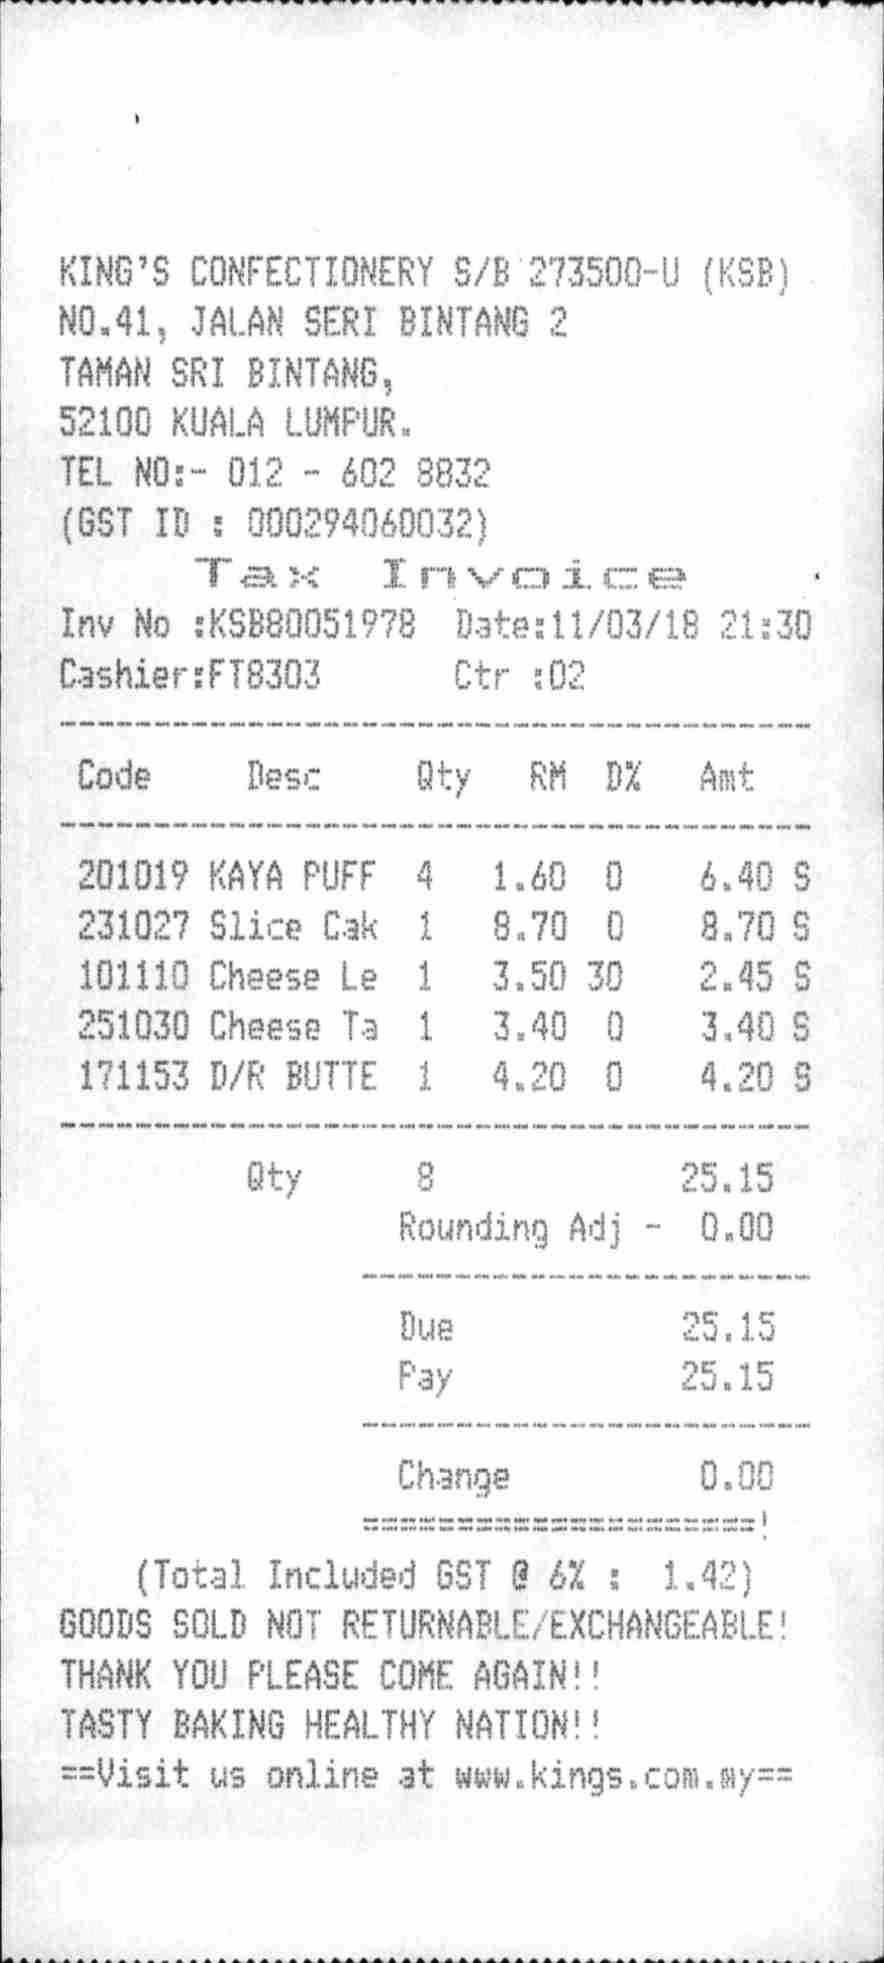 KING'S CONFECTIONERY S/B 273500-U (KSB)
NO.41, JALAN SERI BINTANG 2
TAMAN SRI BINTANG,
52100 KUALA LUMPUR.
TEL NO:- 012 - 602 8832
(GST ID : 000294060032)
Tax Invoice
Inv No :KSB80051978 Date:11/03/18 21:30
Cashier:FT8303 Ctr :02
Code Desc Qty RM D% Amt
201019 KAYA PUFF 4 1.60 0 6.40 S
231027 Slice Cak 1 8.70 0 8.70 S
101110 Cheese Le 1 3.50 30 2.45 S
251030 Cheese Ta 1 3.40 0 3.40 S
171153 D/R BUTTE 1 4.20 0 4.20 S
Qty 8 25.15
Rounding Adj - 0.00
Due 25.15
Pay 25.15
Change 0.00
(Total Included GST @ 6% : 1.42)
GOODS SOLD NOT RETURNABLE/EXCHANGEABLE!
THANK YOU PLEASE COME AGAIN!!
TASTY BAKING HEALTHY NATION!!
==Visit us online at www.kings.com.my==